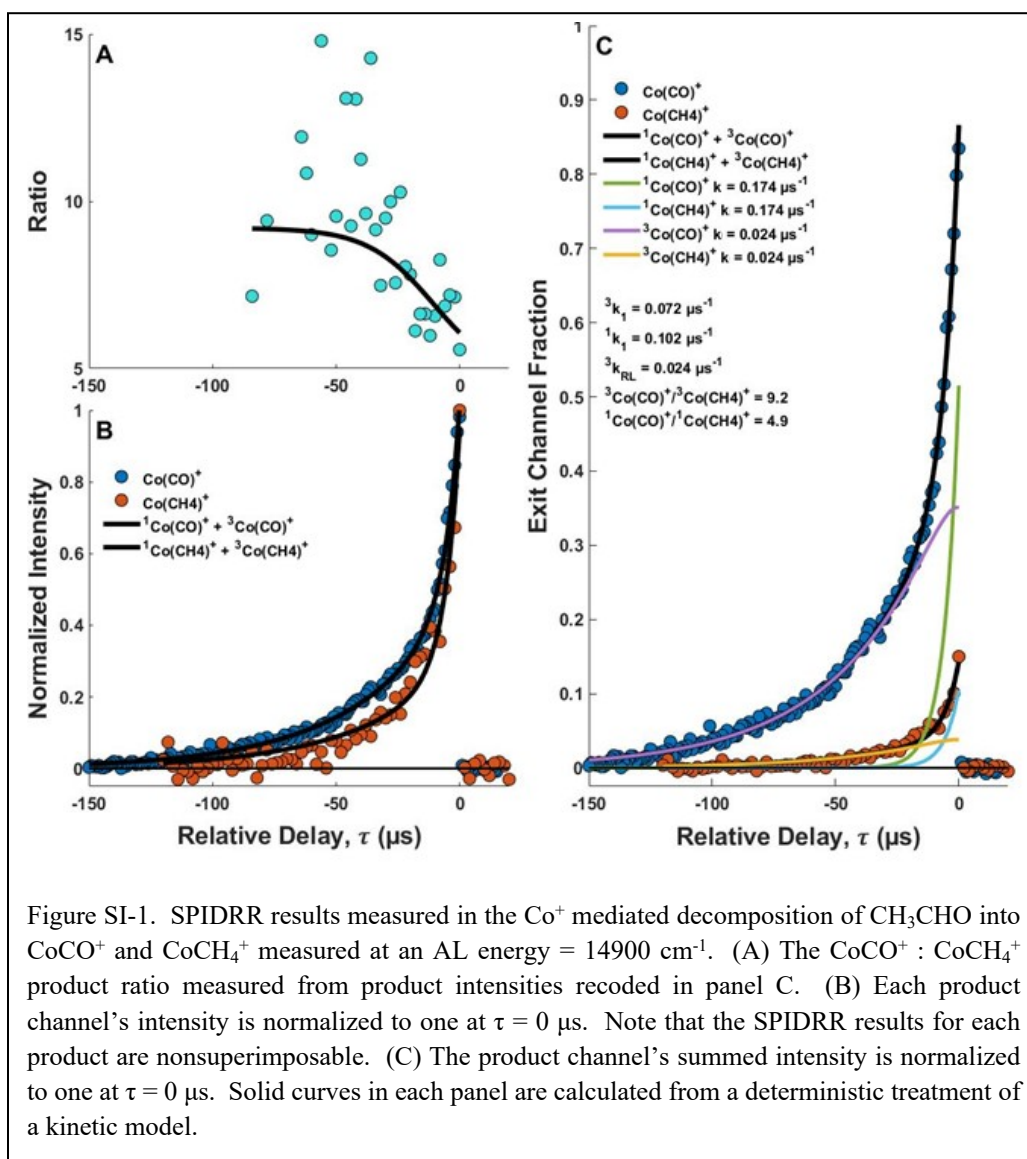 A
15
10
5
Ratio
-150
-100
-50
0
B
1
0.8
0.6
0.4
0.2
0
Normalized Intensity
Co(CO)⁺
Co(CH4)⁺
¹Co(CO)⁺ + ³Co(CO)⁺
¹Co(CH4)⁺ + ³Co(CH4)⁺
-150
-100
-50
0
Relative Delay, τ (μs)
C
1
0.9
0.8
0.7
0.6
0.5
0.4
0.3
0.2
0.1
0
Exit Channel Fraction
Co(CO)⁺
Co(CH4)⁺
¹Co(CO)⁺ + ³Co(CO)⁺
¹Co(CH4)⁺ + ³Co(CH4)⁺
¹Co(CO)⁺ k = 0.174 μs⁻¹
¹Co(CH4)⁺ k = 0.174 μs⁻¹
³Co(CO)⁺ k = 0.024 μs⁻¹
³Co(CH4)⁺ k = 0.024 μs⁻¹
³k₁ = 0.072 μs⁻¹
¹k₁ = 0.102 μs⁻¹
³k_RL = 0.024 μs⁻¹
³Co(CO)⁺/³Co(CH4)⁺ = 9.2
¹Co(CO)⁺/¹Co(CH4)⁺ = 4.9
-150
-100
-50
0
Relative Delay, τ (μs)
Figure SI-1. SPIDRR results measured in the Co⁺ mediated decomposition of CH₃CHO into
CoCO⁺ and CoCH₄⁺ measured at an AL energy = 14900 cm⁻¹. (A) The CoCO⁺ : CoCH₄⁺
product ratio measured from product intensities recoded in panel C. (B) Each product
channel's intensity is normalized to one at τ = 0 μs. Note that the SPIDRR results for each
product are nonsuperimposable. (C) The product channel's summed intensity is normalized
to one at τ = 0 μs. Solid curves in each panel are calculated from a deterministic treatment of
a kinetic model.